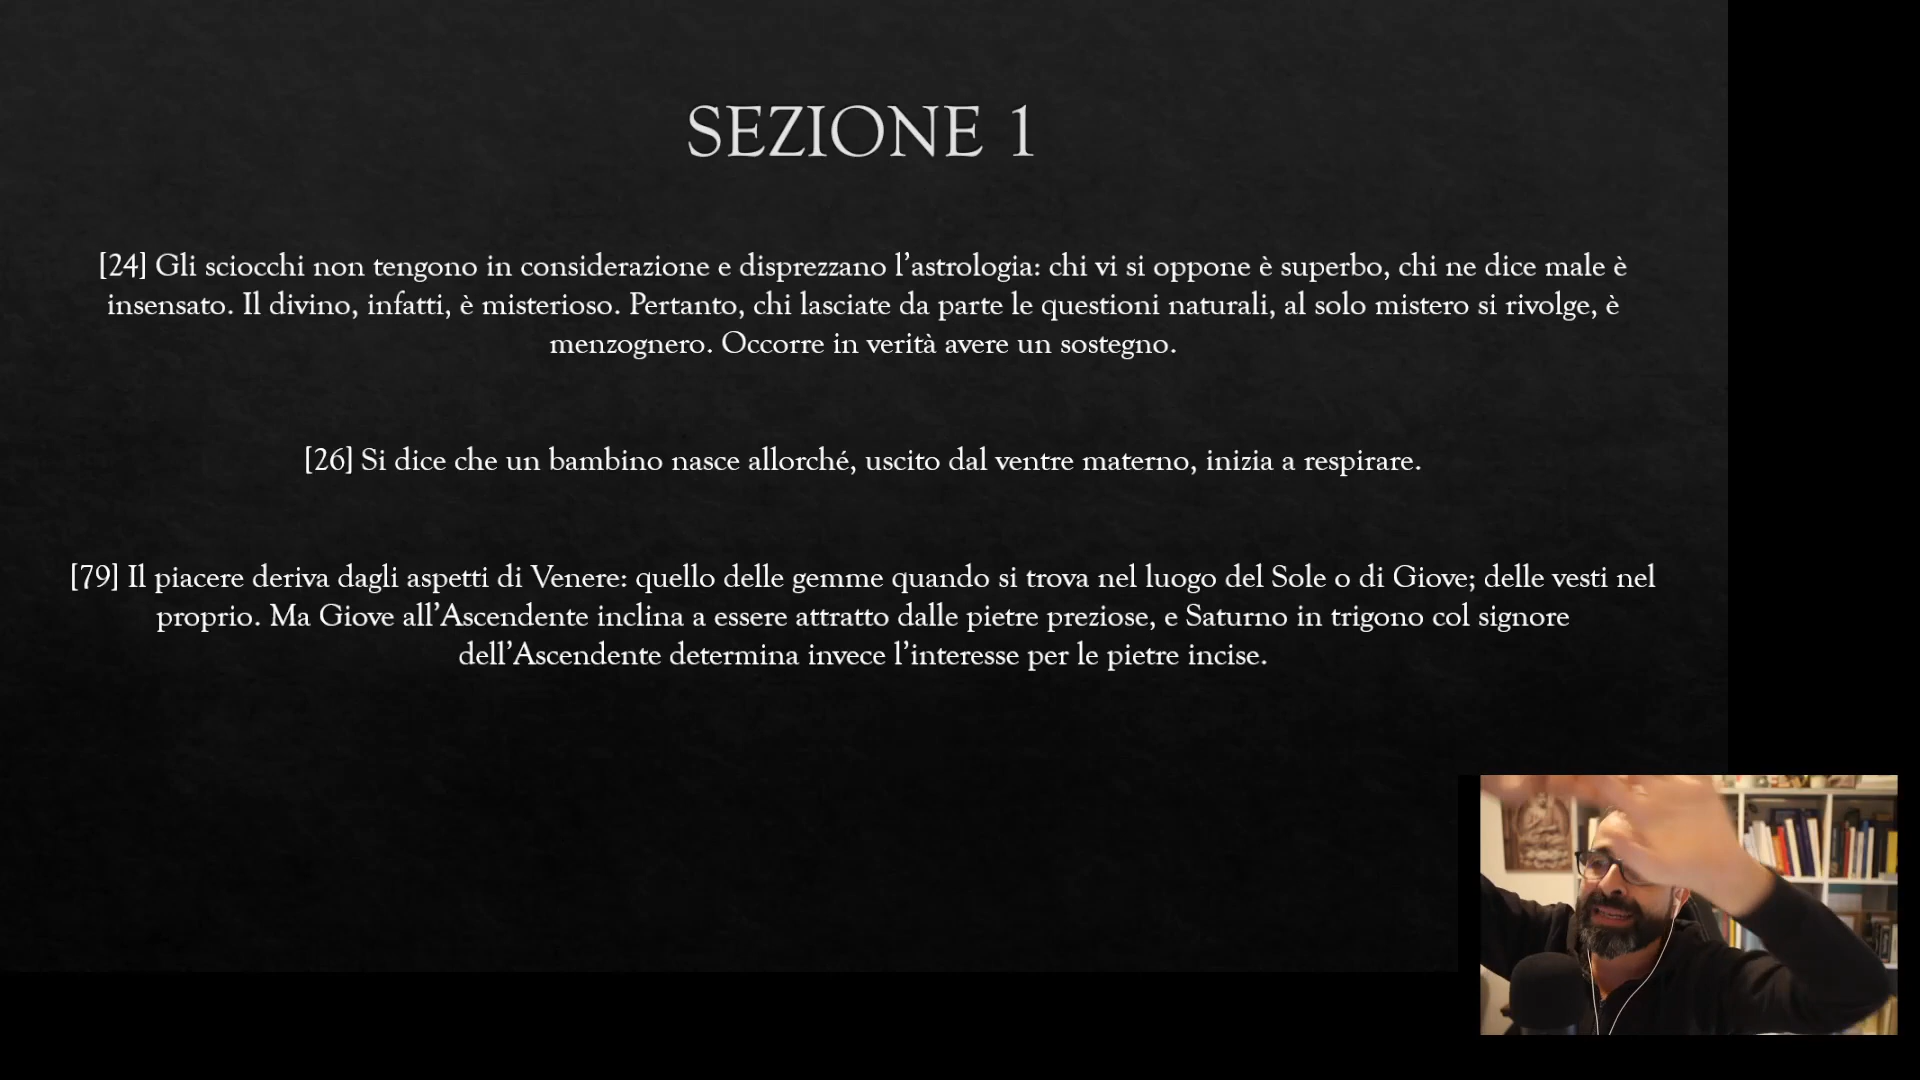 SEZIONE 1
[24] Gli sciocchi non tengono in considerazione e disprezzano l’astrologia: chi vi si oppone è superbo, chi ne dice male è
insensato. Il divino, infatti, è misterioso. Pertanto, chi lasciate da parte le questioni naturali, al solo mistero si rivolge, è
menzognero. Occorre in verità avere un sostegno.
[26] Si dice che un bambino nasce allorché, uscito dal ventre materno, inizia a respirare.
[79] Il piacere deriva dagli aspetti di Venere: quello delle gemme quando si trova nel luogo del Sole o di Giove; delle vesti nel
proprio. Ma Giove all’Ascendente inclina a essere attratto dalle pietre preziose, e Saturno in trigono col signore
dell’Ascendente determina invece l’interesse per le pietre incise.